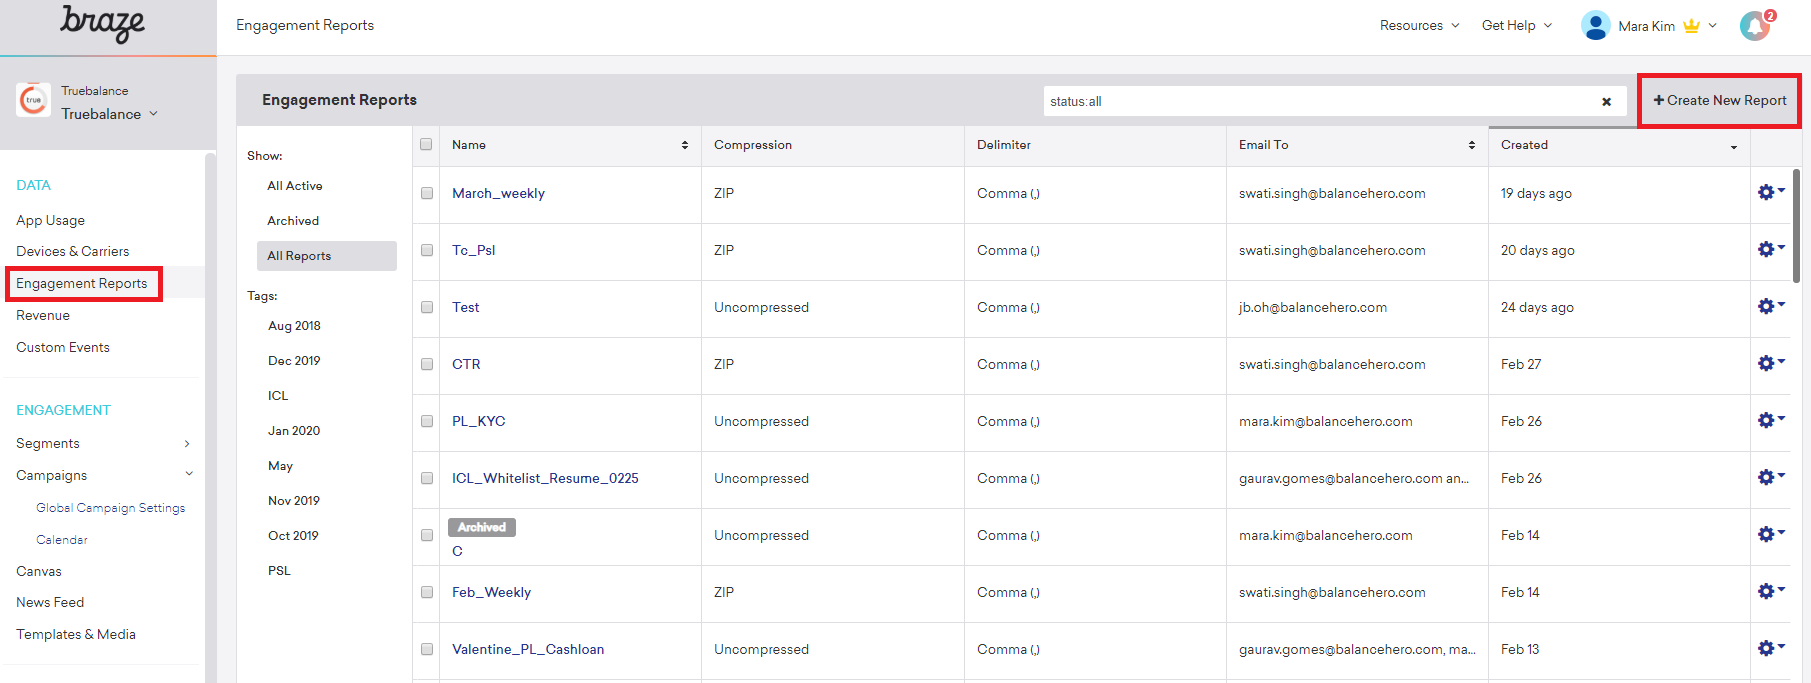 braze
Engagement Reports
Resources
Get Help
Mara Kim
2
true
Truebalance
Truebalance
DATA
App Usage
Devices & Carriers
Engagement Reports
Revenue
Custom Events
ENGAGEMENT
Segments
Campaigns
Global Campaign Settings
Calendar
Canvas
News Feed
Templates & Media
Engagement Reports
status:all
+ Create New Report
Show:
All Active
Archived
All Reports
Tags:
Aug 2018
Dec 2019
ICL
Jan 2020
May
Nov 2019
Oct 2019
PSL
Name Compression Delimiter Email To Created
March_weekly ZIP Comma (,) swati.singh@balancehero.com 19 days ago
Tc_Psl ZIP Comma (,) swati.singh@balancehero.com 20 days ago
Test Uncompressed Comma (,) jb.oh@balancehero.com 24 days ago
CTR ZIP Comma (,) swati.singh@balancehero.com Feb 27
PL_KYC Uncompressed Comma (,) mara.kim@balancehero.com Feb 26
ICL_Whitelist_Resume_0225 Uncompressed Comma (,) gaurav.gomes@balancehero.com an... Feb 26
Archived
C Uncompressed Comma (,) mara.kim@balancehero.com Feb 14
Feb_Weekly ZIP Comma (,) swati.singh@balancehero.com Feb 14
Valentine_PL_Cashloan Uncompressed Comma (,) gaurav.gomes@balancehero.com, ma... Feb 13